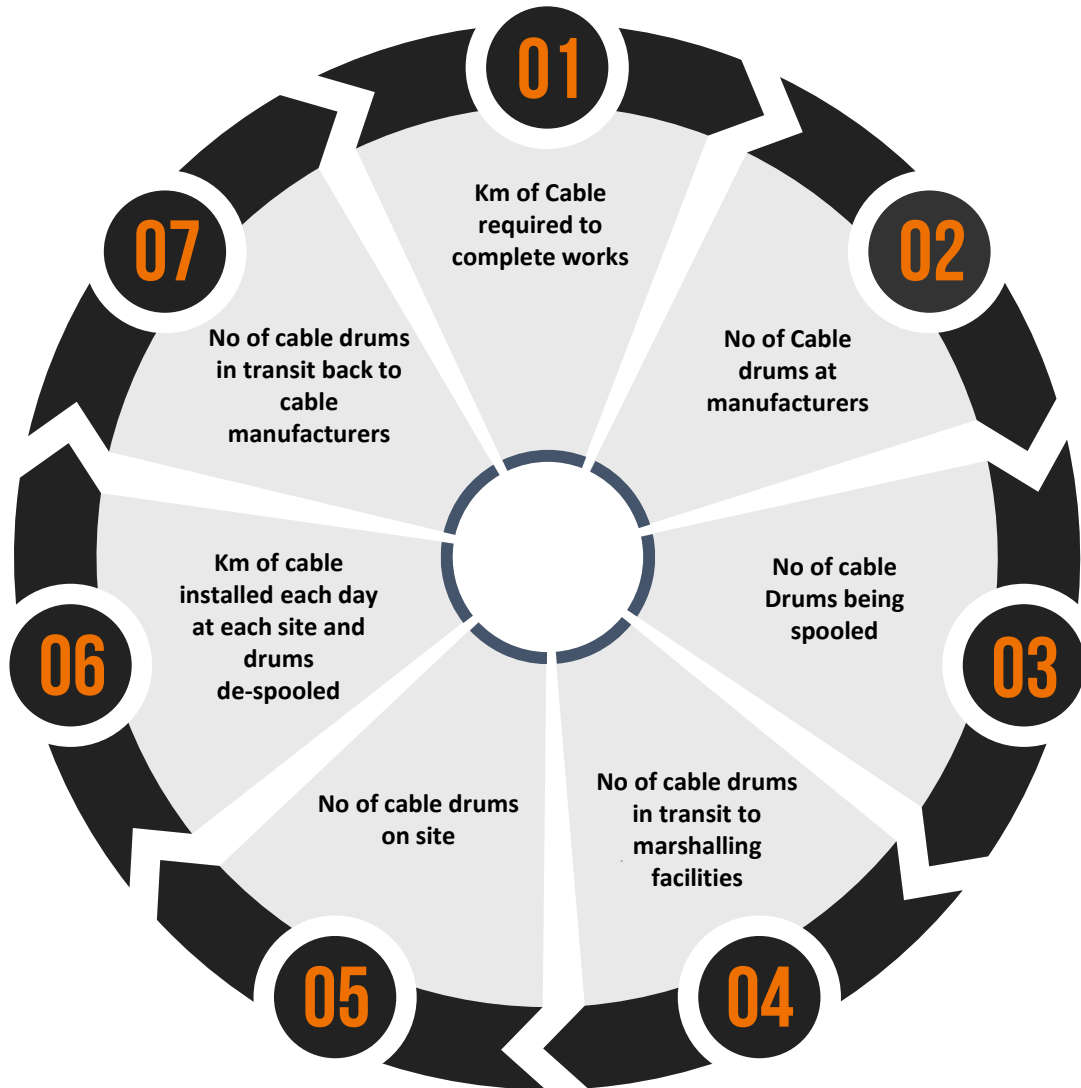 01
Km of Cable
required to
complete works
02
No of Cable
drums at
manufacturers
03
No of cable
Drums being
spooled
04
No of cable drums
in transit to
marshalling
facilities
05
No of cable drums
on site
06
Km of cable
installed each day
at each site and
drums
de-spooled
07
No of cable drums
in transit back to
cable
manufacturers